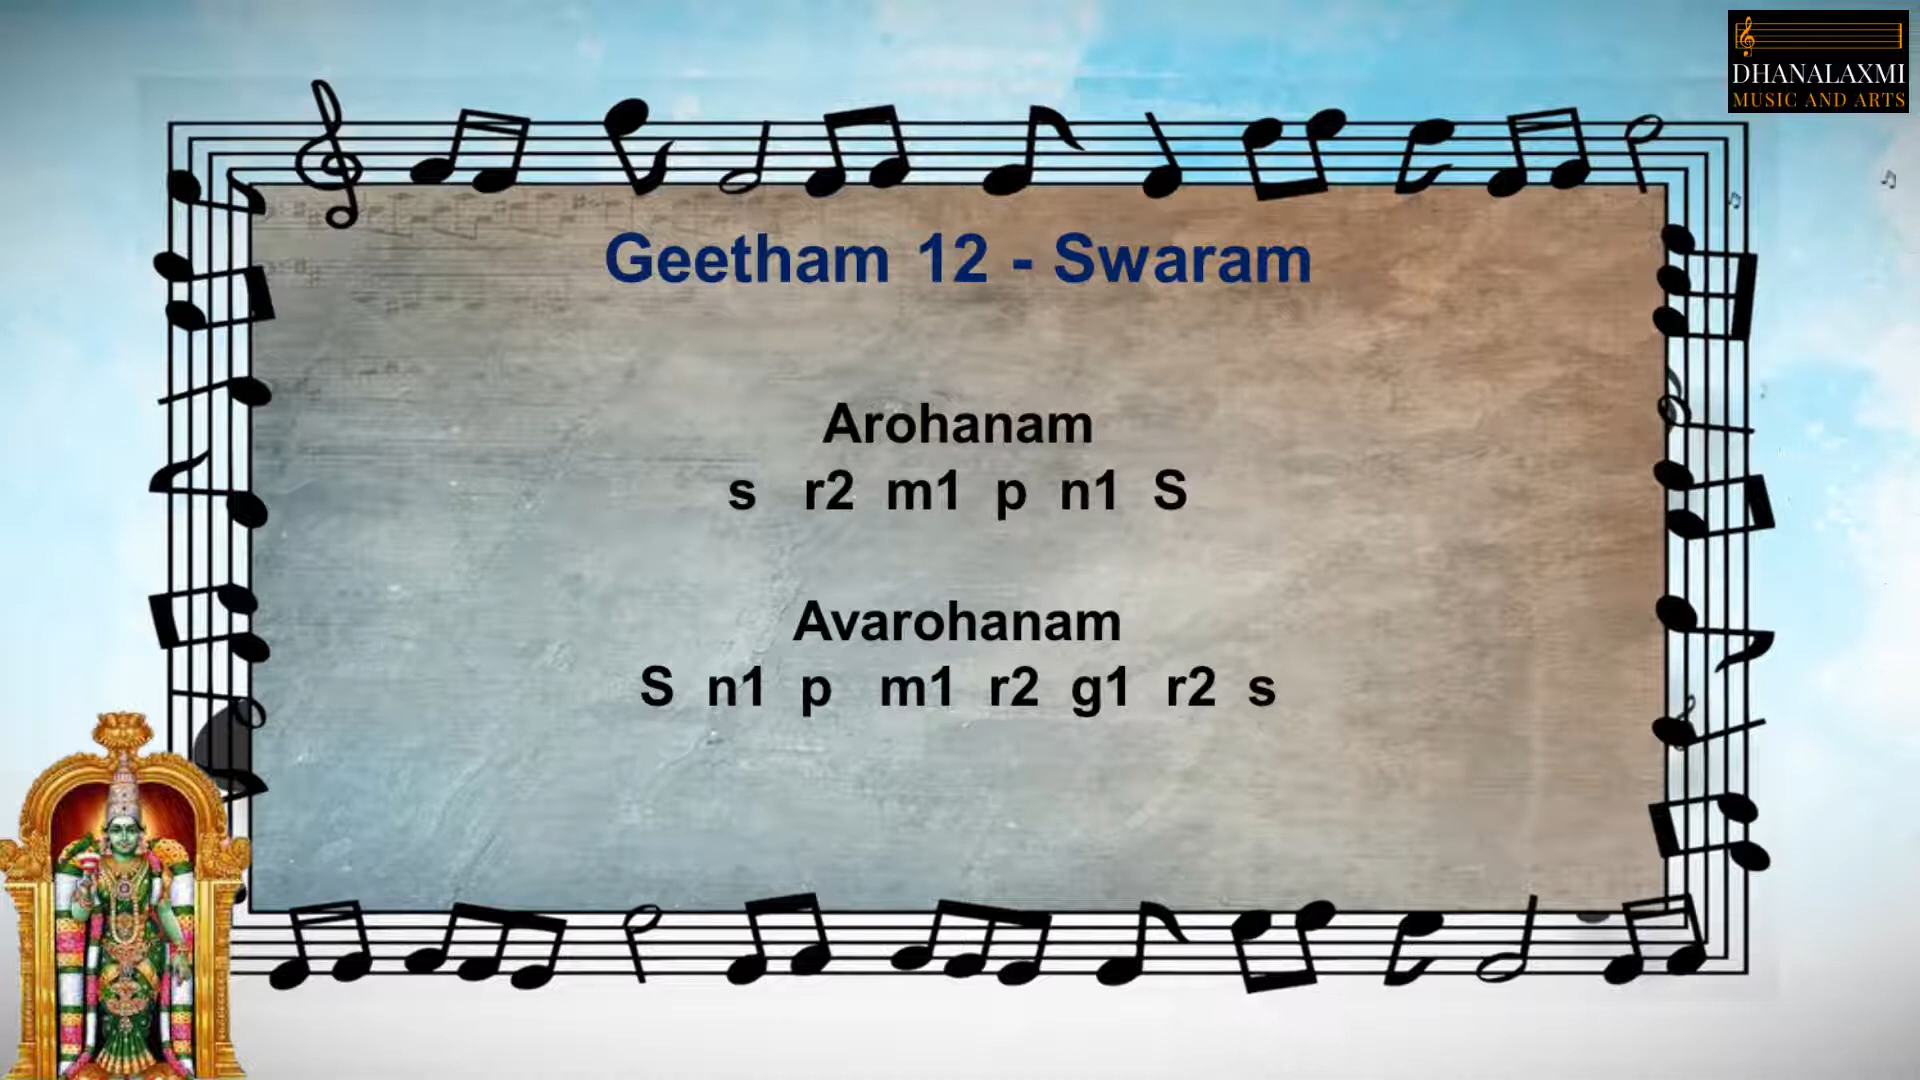 DHANALAXMI
MUSIC AND ARTS
Geetham 12 - Swaram
Arohanam
s r2 m1 p n1 S
Avarohanam
S n1 p m1 r2 g1 r2 s